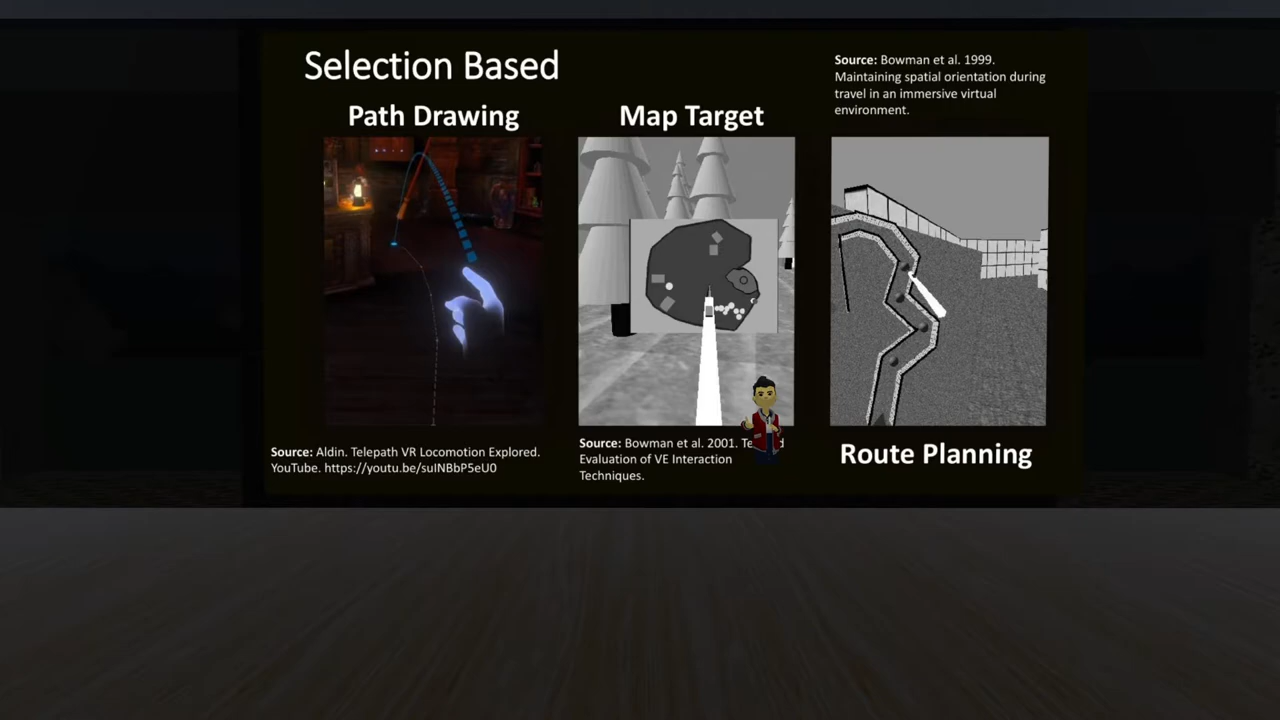 Selection Based
Path Drawing
Source: Aldin. Telepath VR Locomotion Explored.
YouTube. https://youtu.be/suINBbP5eU0
Map Target
Source: Bowman et al. 2001.
Evaluation of VE Interaction
Techniques.
Source: Bowman et al. 1999.
Maintaining spatial orientation during
travel in an immersive virtual
environment.
Route Planning